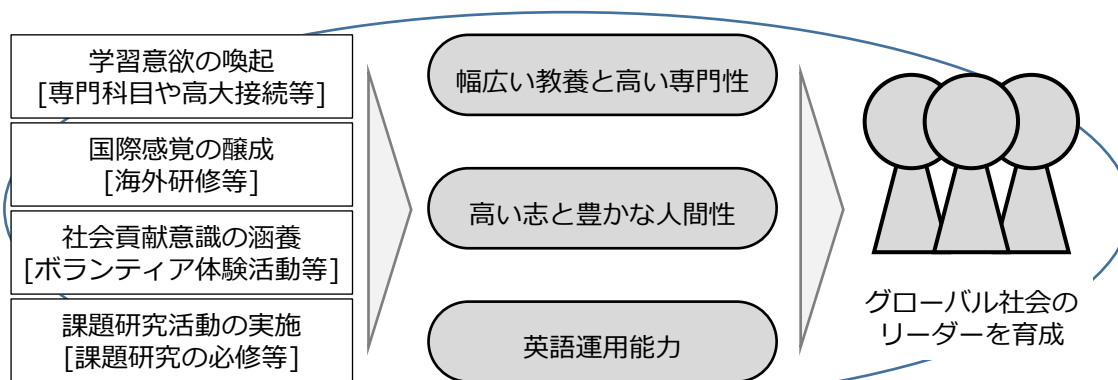 学習意欲の喚起
[専門科目や高大接続等]
国際感覚の醸成
[海外研修等]
社会貢献意識の涵養
[ボランティア体験活動等]
課題研究活動の実施
[課題研究の必修等]
幅広い教養と高い専門性
高い志と豊かな人間性
英語運用能力
グローバル社会の
リーダーを育成